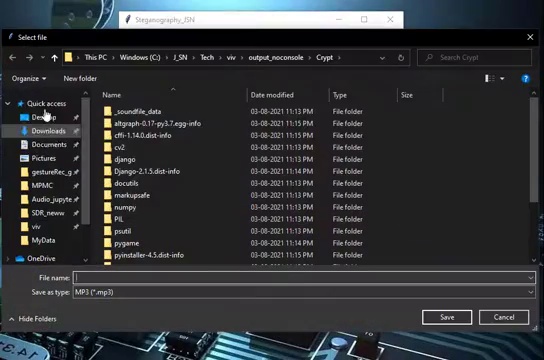 Steganography_JSN
Select file
This PC > Windows (C:) > J_SN > Tech > viv > output_noconsole > Crypt >
Search Crypt
Organize
New folder
Name
Date modified
Type
Size
Quick access
Desktop
Downloads
Documents
Pictures
gestureRec_g
MPMC
Audio_jupyte
SDR_neww
viv
MyData
OneDrive
_soundfile_data 03-08-2021 11:13 PM File folder
altgraph-0.17-py3.7.egg-info 03-08-2021 11:13 PM File folder
cffi-1.14.0.dist-info 03-08-2021 11:13 PM File folder
cv2 03-08-2021 11:13 PM File folder
django 03-08-2021 11:13 PM File folder
Django-2.1.5.dist-info 03-08-2021 11:14 PM File folder
docutils 03-08-2021 11:13 PM File folder
markupsafe 03-08-2021 11:13 PM File folder
numpy 03-08-2021 11:13 PM File folder
PIL 03-08-2021 11:13 PM File folder
psutil 03-08-2021 11:13 PM File folder
pygame 03-08-2021 11:14 PM File folder
pyinstaller-4.5.dist-info 03-08-2021 11:14 PM File folder
File name:
Save as type: MP3 (*.mp3)
Hide Folders
Save
Cancel